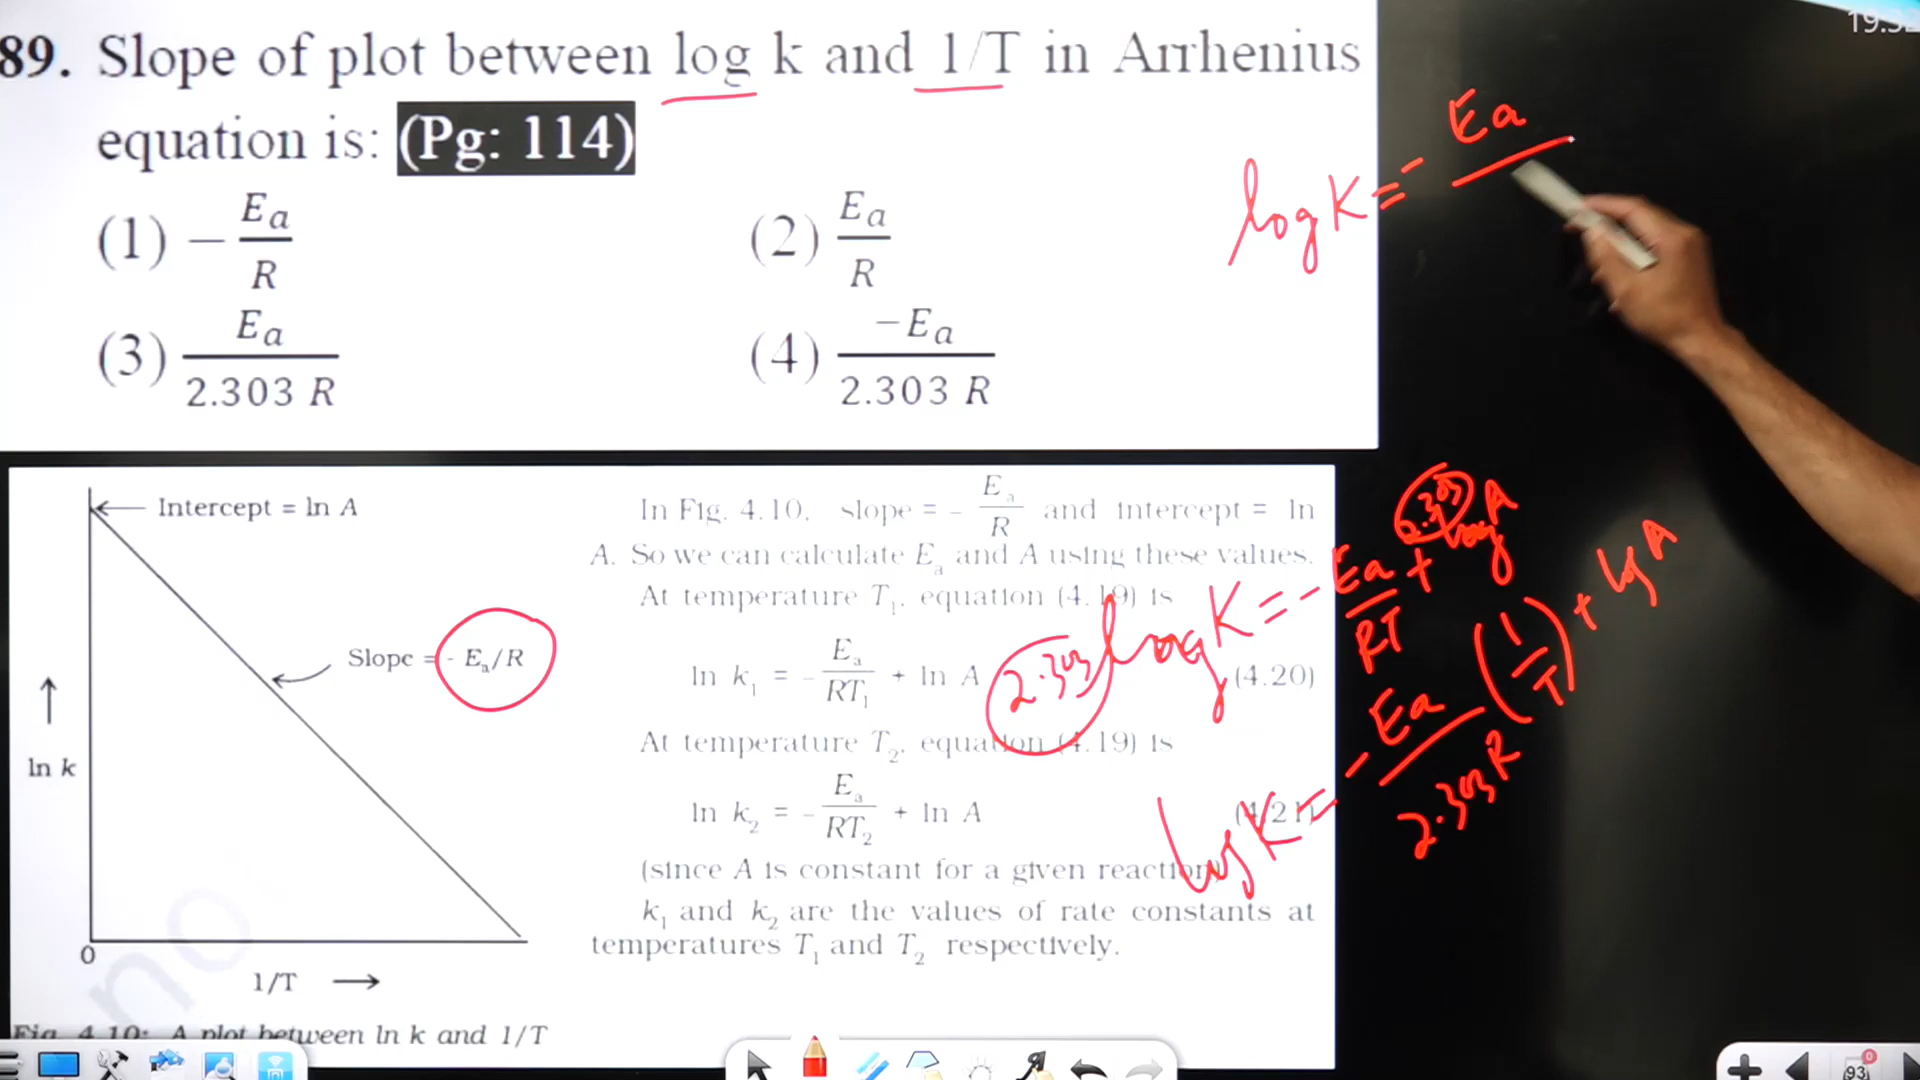 89. Slope of plot between log k and 1/T in Arrhenius
equation is: (Pg: 114)
(1) − Ea/R
(2) Ea/R
(3) Ea/2.303 R
(4) −Ea/2.303 R
log K = - Ea
Intercept = ln A
Slope = - Ea/R
ln k
0
1/T
Fig. 4.10: A plot between ln k and 1/T
In Fig. 4.10, slope = - Ea/R and intercept = ln
A. So we can calculate Ea and A using these values.
At temperature T1, equation (4.19) is
ln k1 = - Ea/RT1 + ln A (4.20)
At temperature T2, equation (4.19) is
ln k2 = - Ea/RT2 + ln A (4.21)
(since A is constant for a given reaction)
k1 and k2 are the values of rate constants at
temperatures T1 and T2 respectively.
2.303 log K = - Ea/RT + 2.303 log A
log K = - Ea/2.303 R (1/T) + log A
93
0